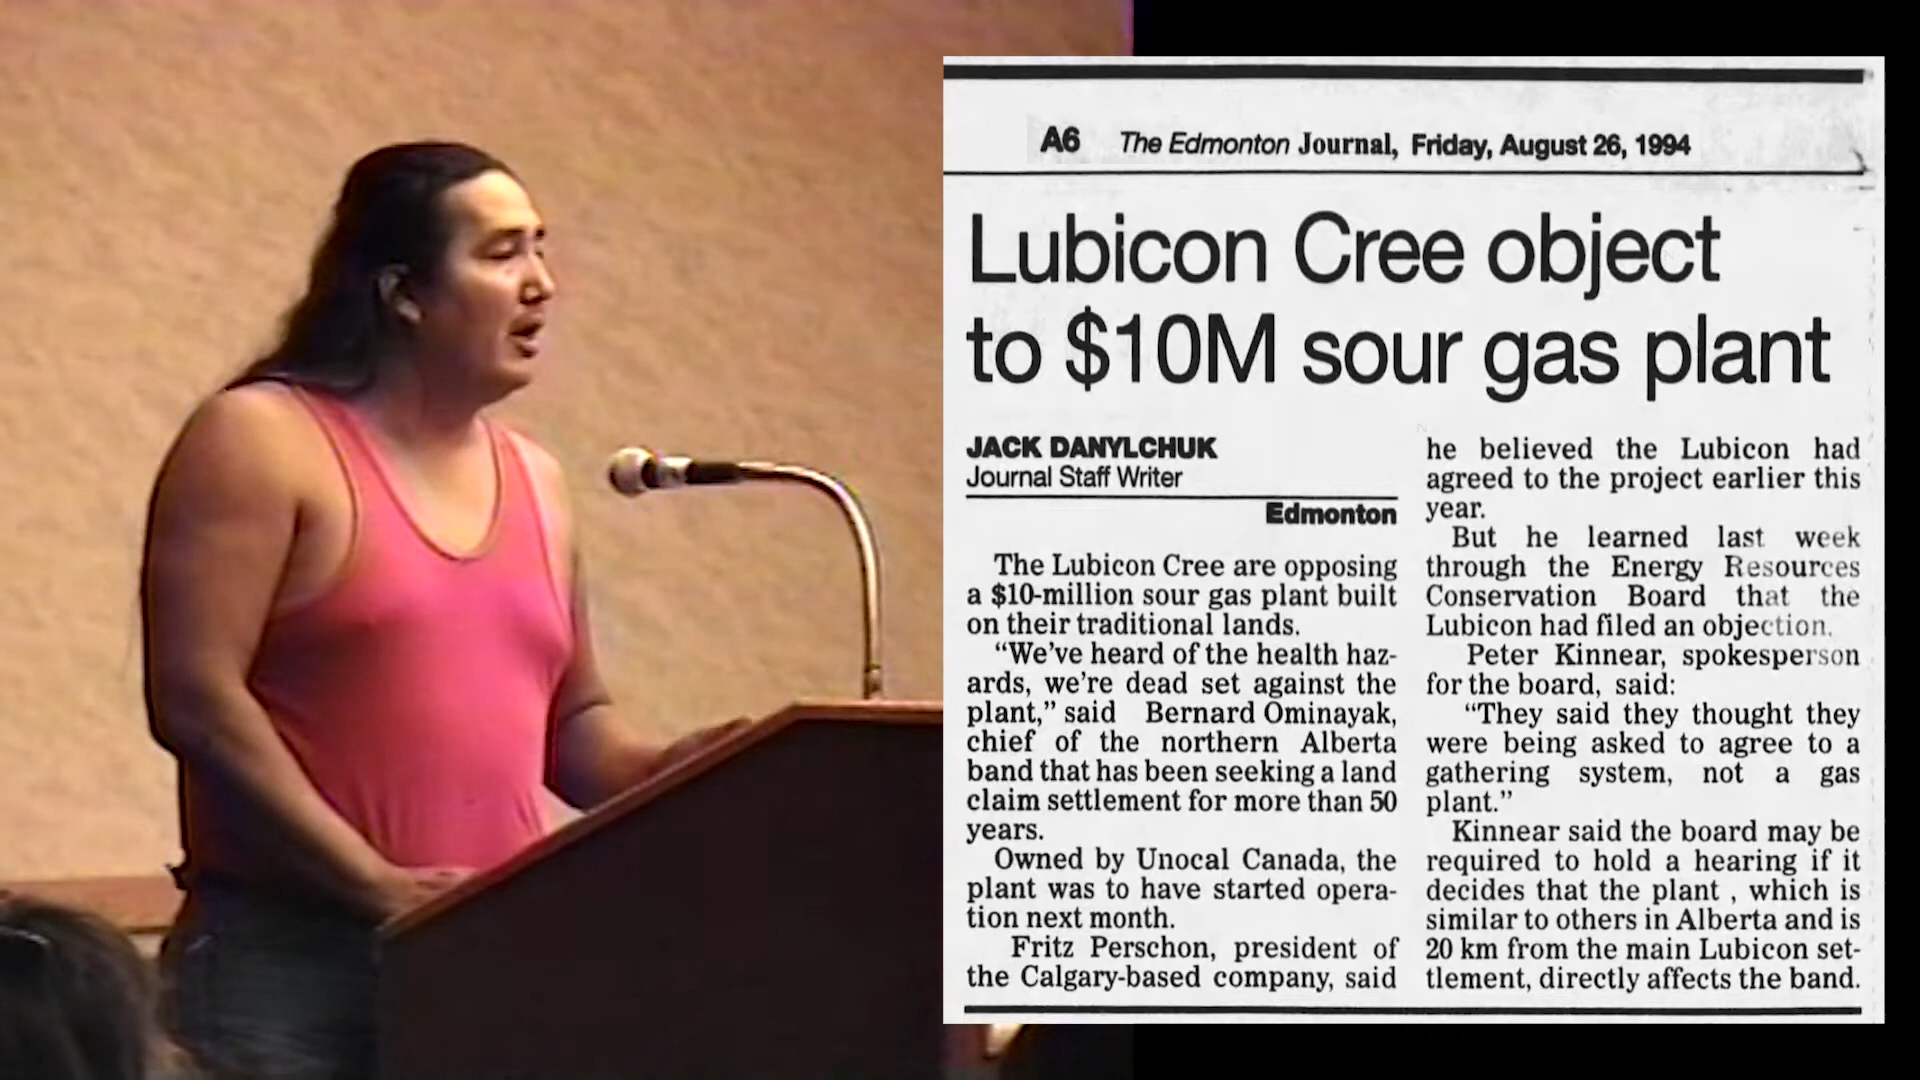 A6 The Edmonton Journal, Friday, August 26, 1994
Lubicon Cree object
to $10M sour gas plant
JACK DANYLCHUK
Journal Staff Writer
Edmonton
The Lubicon Cree are opposing
a $10-million sour gas plant built
on their traditional lands.
“We've heard of the health haz-
ards, we're dead set against the
plant,” said Bernard Ominayak,
chief of the northern Alberta
band that has been seeking a land
claim settlement for more than 50
years.
Owned by Unocal Canada, the
plant was to have started opera-
tion next month.
Fritz Perschon, president of
the Calgary-based company, said
he believed the Lubicon had
agreed to the project earlier this
year.
But he learned last week
through the Energy Resources
Conservation Board that the
Lubicon had filed an objection.
Peter Kinnear, spokesperson
for the board, said:
“They said they thought they
were being asked to agree to a
gathering system, not a gas
plant.”
Kinnear said the board may be
required to hold a hearing if it
decides that the plant , which is
similar to others in Alberta and is
20 km from the main Lubicon set-
tlement, directly affects the band.